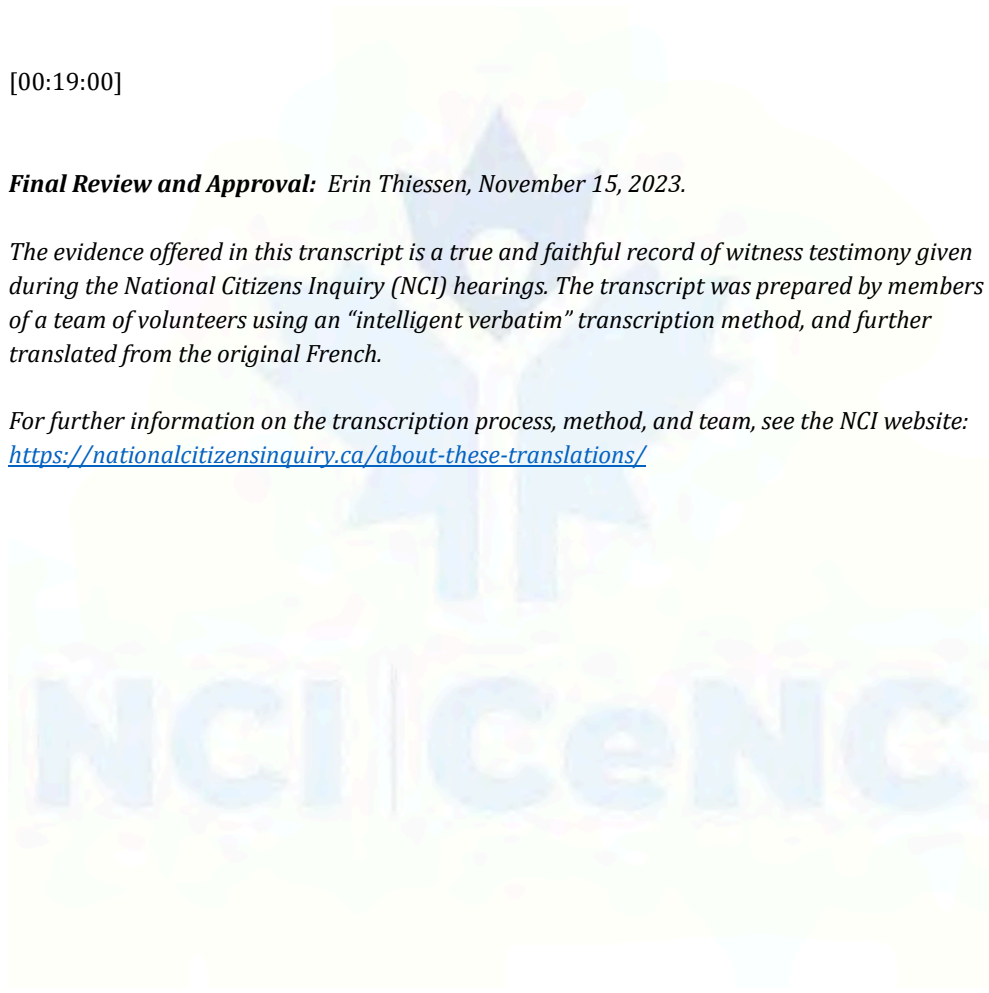 [00:19:00]
Final Review and Approval: Erin Thiessen, November 15, 2023.
The evidence offered in this transcript is a true and faithful record of witness testimony given
during the National Citizens Inquiry (NCI) hearings. The transcript was prepared by members
of a team of volunteers using an “intelligent verbatim” transcription method, and further
translated from the original French.
For further information on the transcription process, method, and team, see the NCI website:
https://nationalcitizensinquiry.ca/about-these-translations/
NCI | CeNC